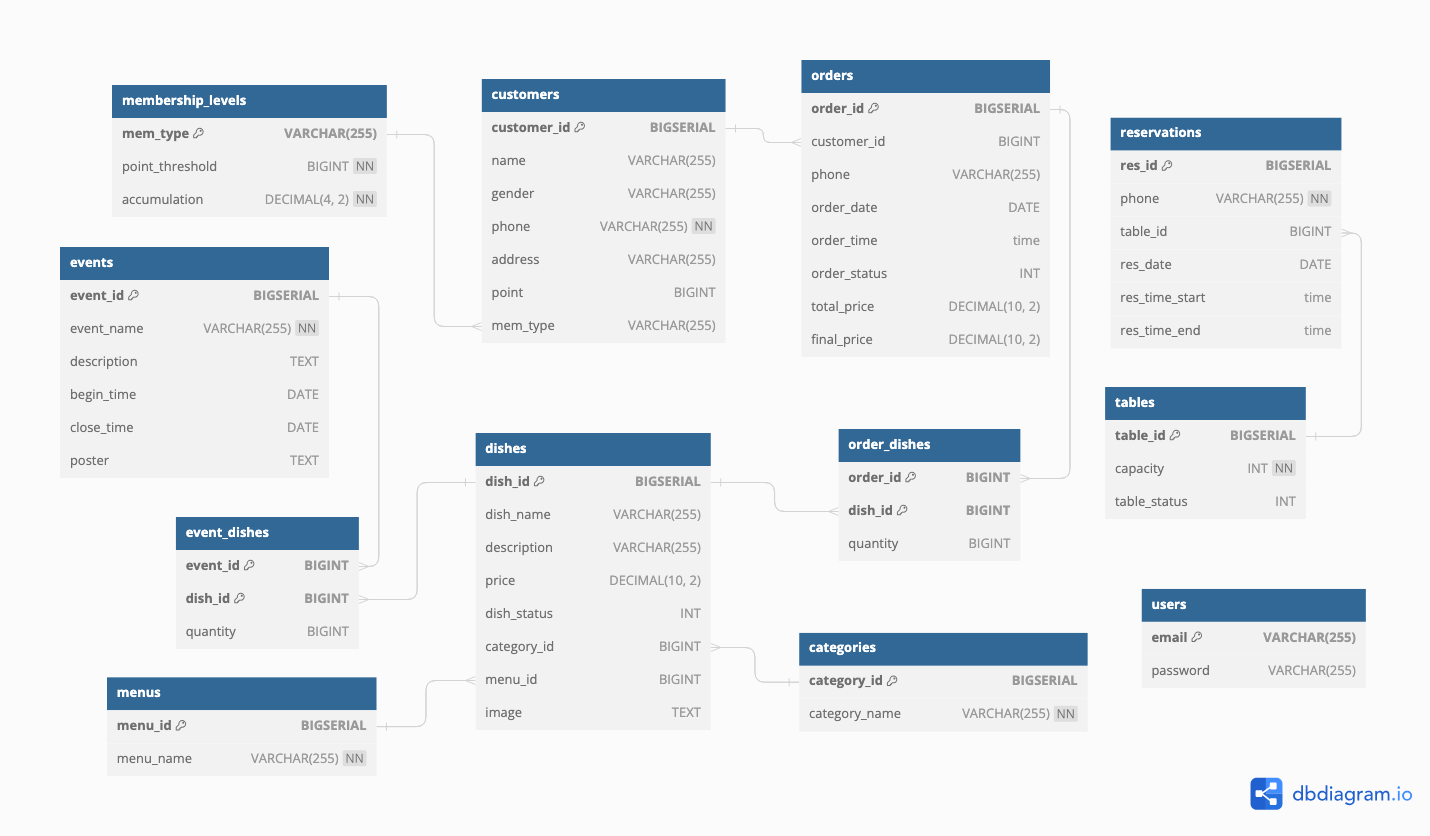 membership_levels
mem_type VARCHAR(255)
point_threshold BIGINT NN
accumulation DECIMAL(4, 2) NN
customers
customer_id BIGSERIAL
name VARCHAR(255)
gender VARCHAR(255)
phone VARCHAR(255) NN
address VARCHAR(255)
point BIGINT
mem_type VARCHAR(255)
orders
order_id BIGSERIAL
customer_id BIGINT
phone VARCHAR(255)
order_date DATE
order_time time
order_status INT
total_price DECIMAL(10, 2)
final_price DECIMAL(10, 2)
reservations
res_id BIGSERIAL
phone VARCHAR(255) NN
table_id BIGINT
res_date DATE
res_time_start time
res_time_end time
events
event_id BIGSERIAL
event_name VARCHAR(255) NN
description TEXT
begin_time DATE
close_time DATE
poster TEXT
tables
table_id BIGSERIAL
capacity INT NN
table_status INT
dishes
dish_id BIGSERIAL
dish_name VARCHAR(255)
description VARCHAR(255)
price DECIMAL(10, 2)
dish_status INT
category_id BIGINT
menu_id BIGINT
image TEXT
order_dishes
order_id BIGINT
dish_id BIGINT
quantity BIGINT
event_dishes
event_id BIGINT
dish_id BIGINT
quantity BIGINT
users
email VARCHAR(255)
password VARCHAR(255)
categories
category_id BIGSERIAL
category_name VARCHAR(255) NN
menus
menu_id BIGSERIAL
menu_name VARCHAR(255) NN
dbdiagram.io